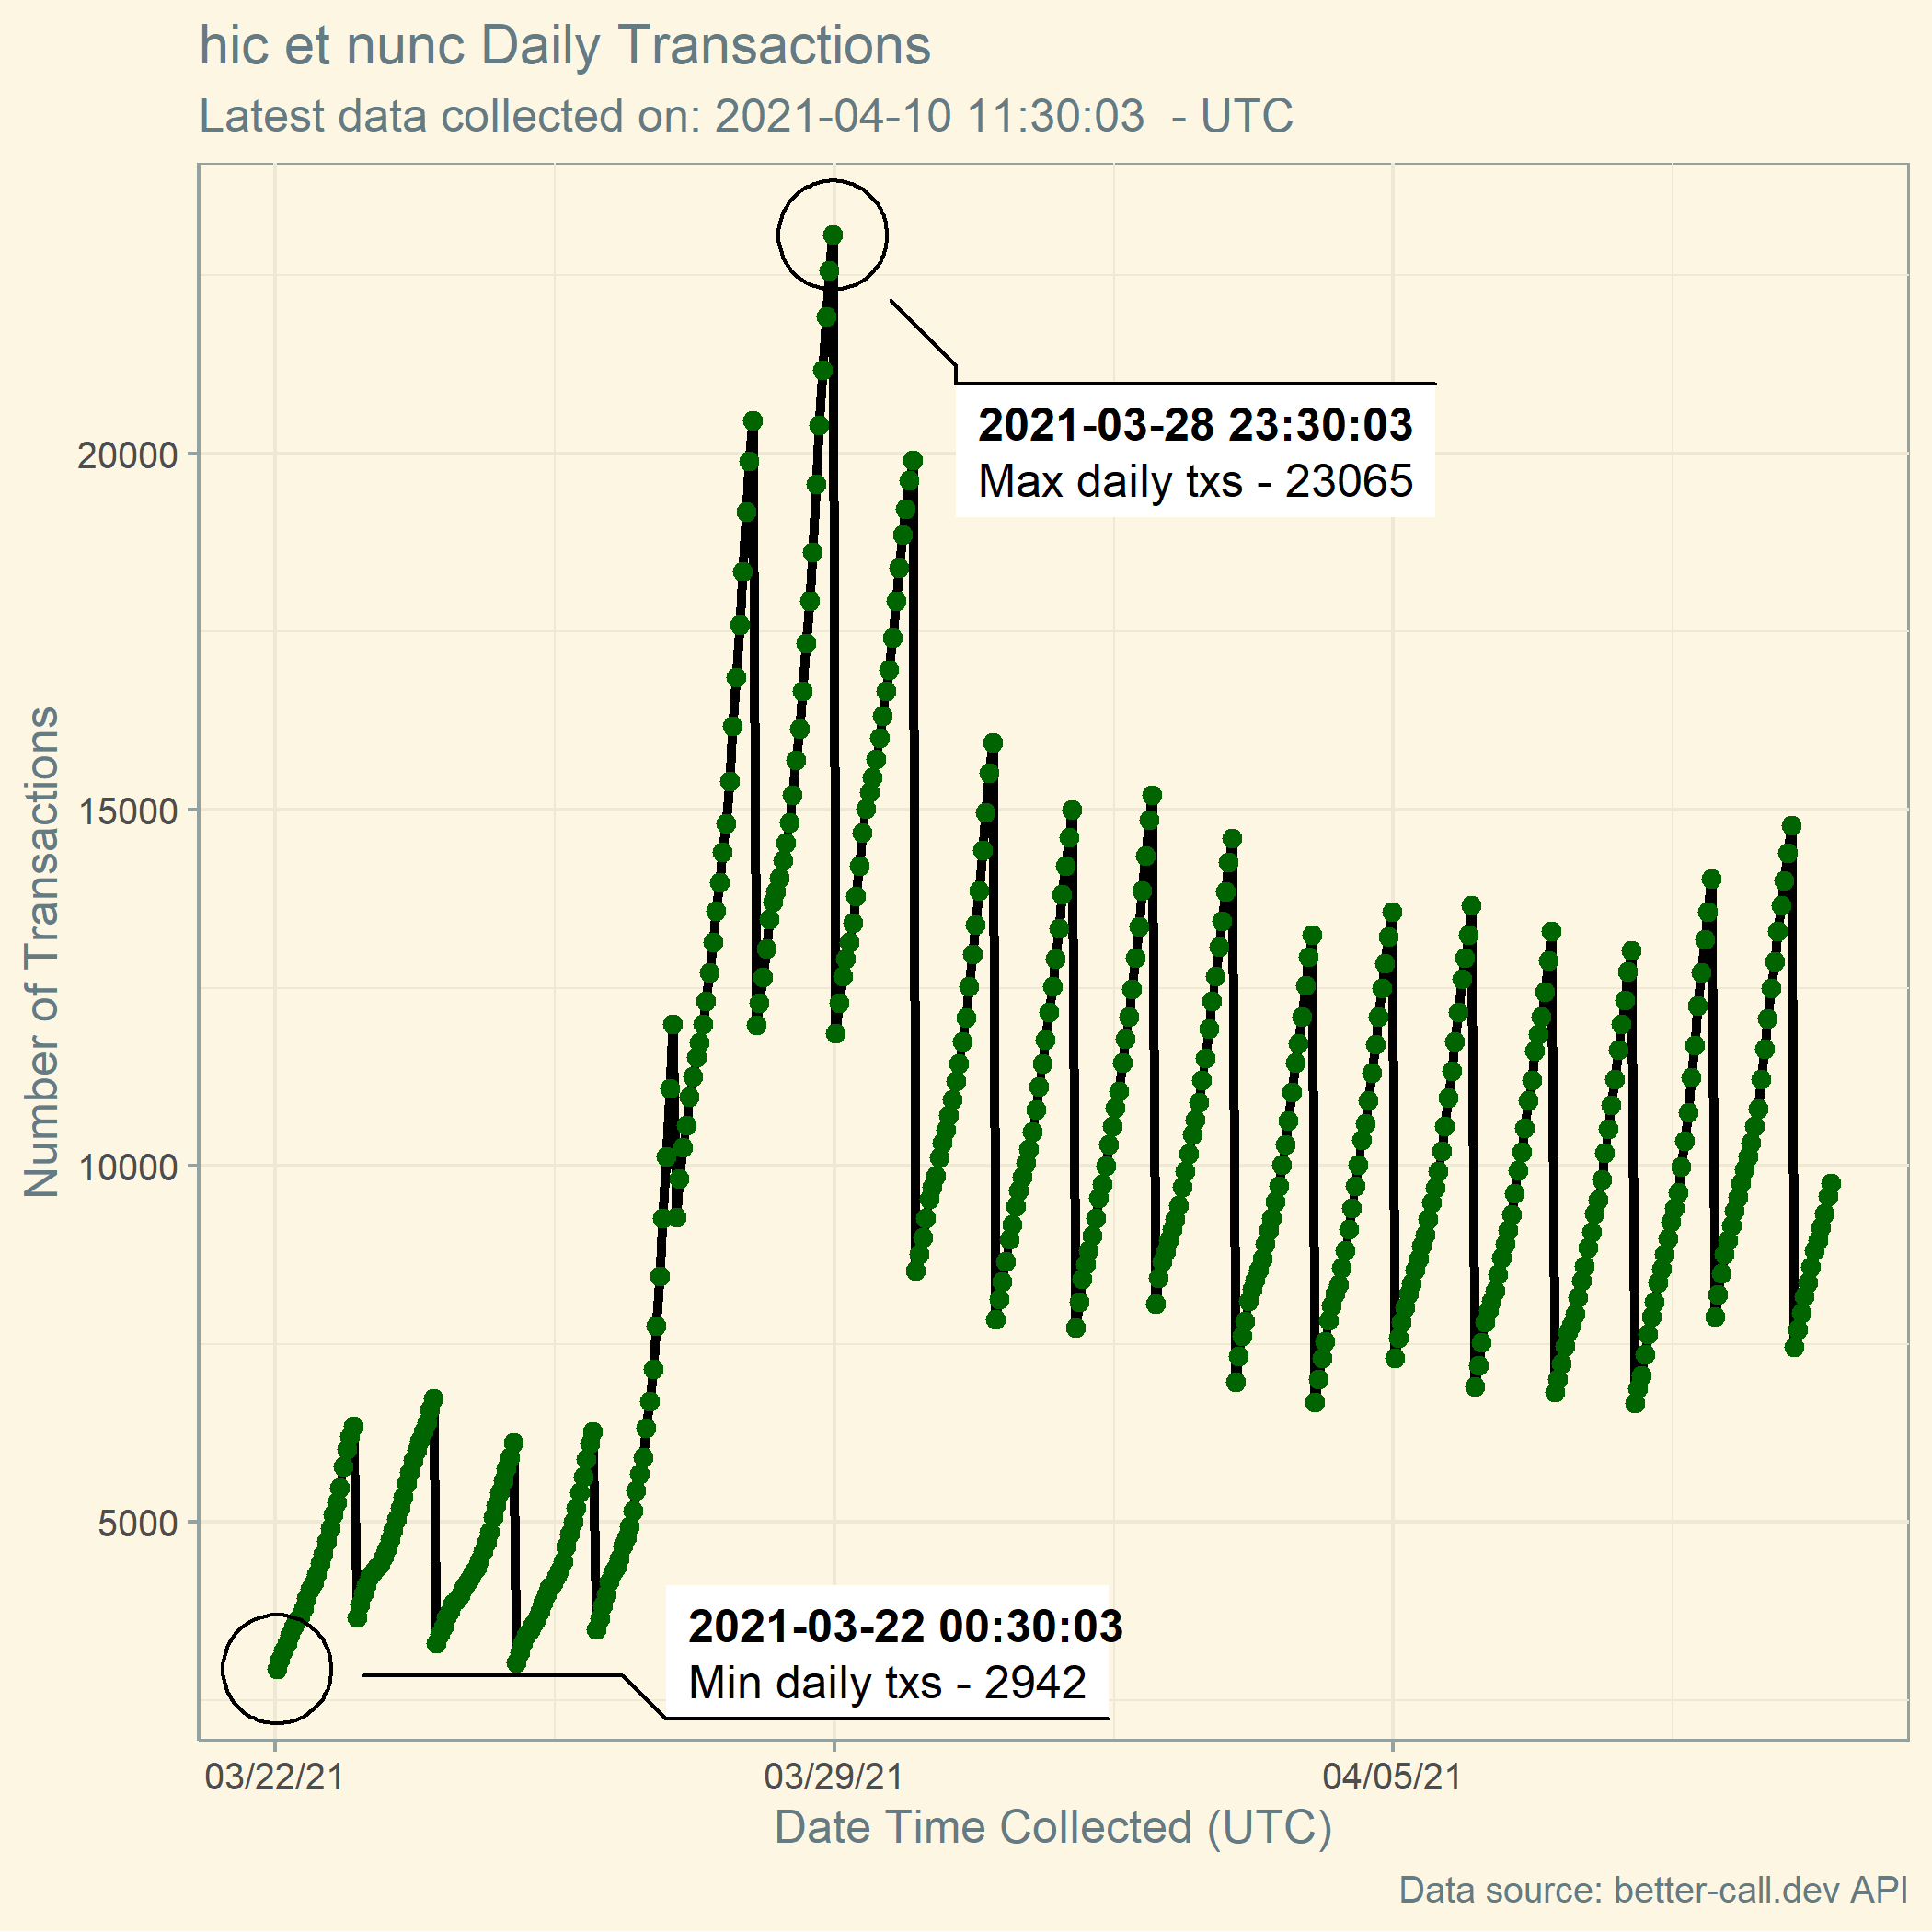 hic et nunc Daily Transactions
Latest data collected on: 2021-04-10 11:30:03  - UTC
Number of Transactions
20000
15000
10000
5000
2021-03-28 23:30:03
Max daily txs - 23065
2021-03-22 00:30:03
Min daily txs - 2942
03/22/21
03/29/21
04/05/21
Date Time Collected (UTC)
Data source: better-call.dev API